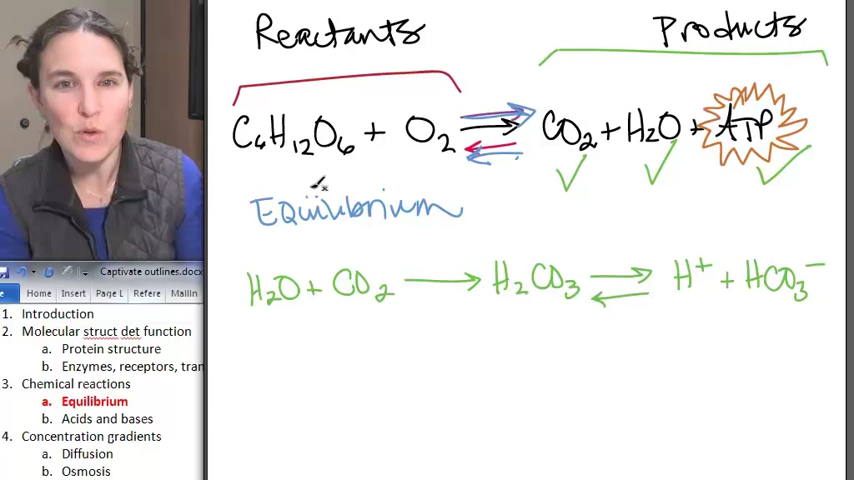 Reactants
Products
C₆H₁₂O₆ + O₂ ⇌ CO₂ + H₂O + ATP
Equilibrium
H₂O + CO₂ → H₂CO₃ ⇌ H⁺ + HCO₃⁻
Captivate outlines.docx
Home Insert Page L Refere Mailin
1. Introduction
2. Molecular struct det function
a. Protein structure
b. Enzymes, receptors, tran
3. Chemical reactions
a. Equilibrium
b. Acids and bases
4. Concentration gradients
a. Diffusion
b. Osmosis